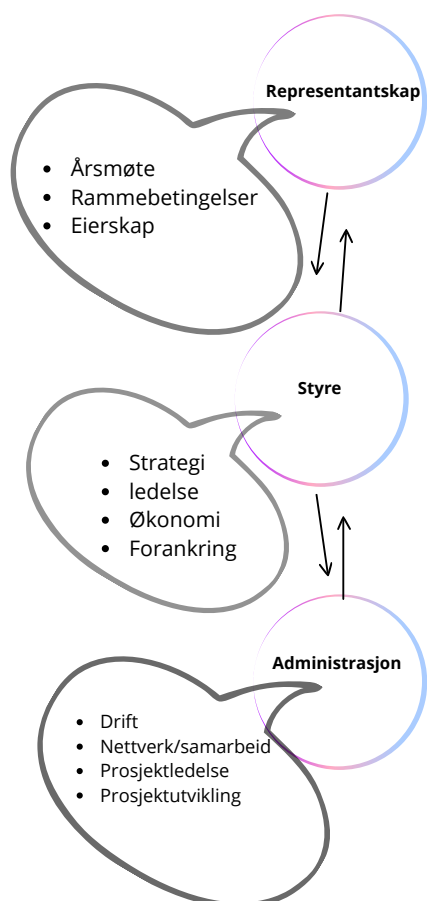 Representantskap
• Årsmøte
• Rammebetingelser
• Eierskap
Styre
• Strategi
• ledelse
• Økonomi
• Forankring
Administrasjon
• Drift
• Nettverk/samarbeid
• Prosjektledelse
• Prosjektutvikling